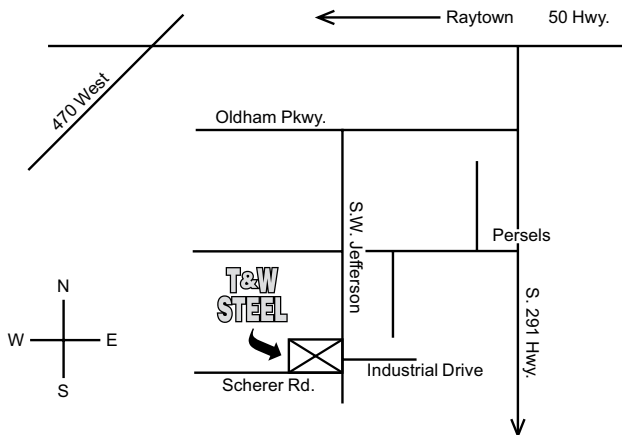 Raytown 50 Hwy.
470 West
Oldham Pkwy.
S.W. Jefferson
Persels
T&W
STEEL
S. 291 Hwy.
N
W E
S
Industrial Drive
Scherer Rd.